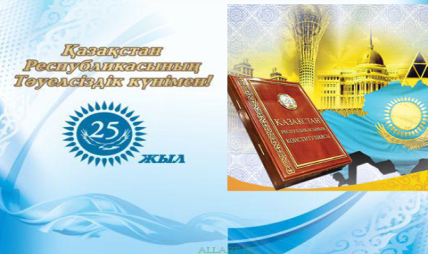 Қазақстан
Республикасының
Тәуелсіздік күнімен!
25
жыл
ҚАЗАҚСТАН
РЕСПУБЛИКАСЫНЫҢ
КОНСТИТУЦИЯСЫ